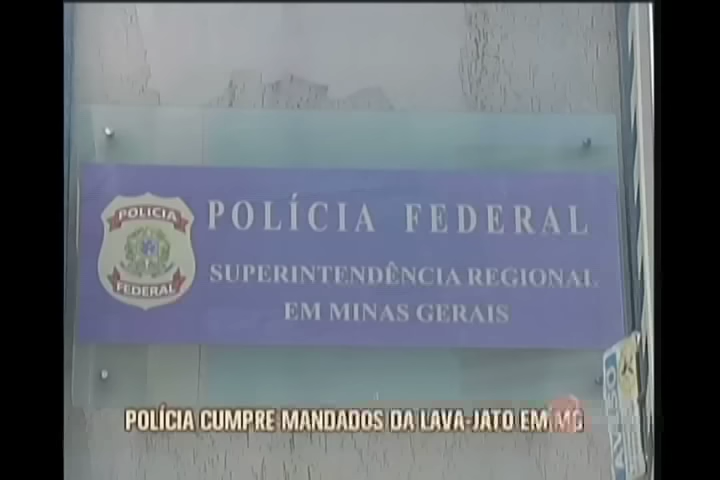 POLÍCIA FEDERAL
POLÍCIA
FEDERAL
SUPERINTENDÊNCIA REGIONAL
EM MINAS GERAIS
AVISO
POLÍCIA CUMPRE MANDADOS DA LAVA-JATO EM MG